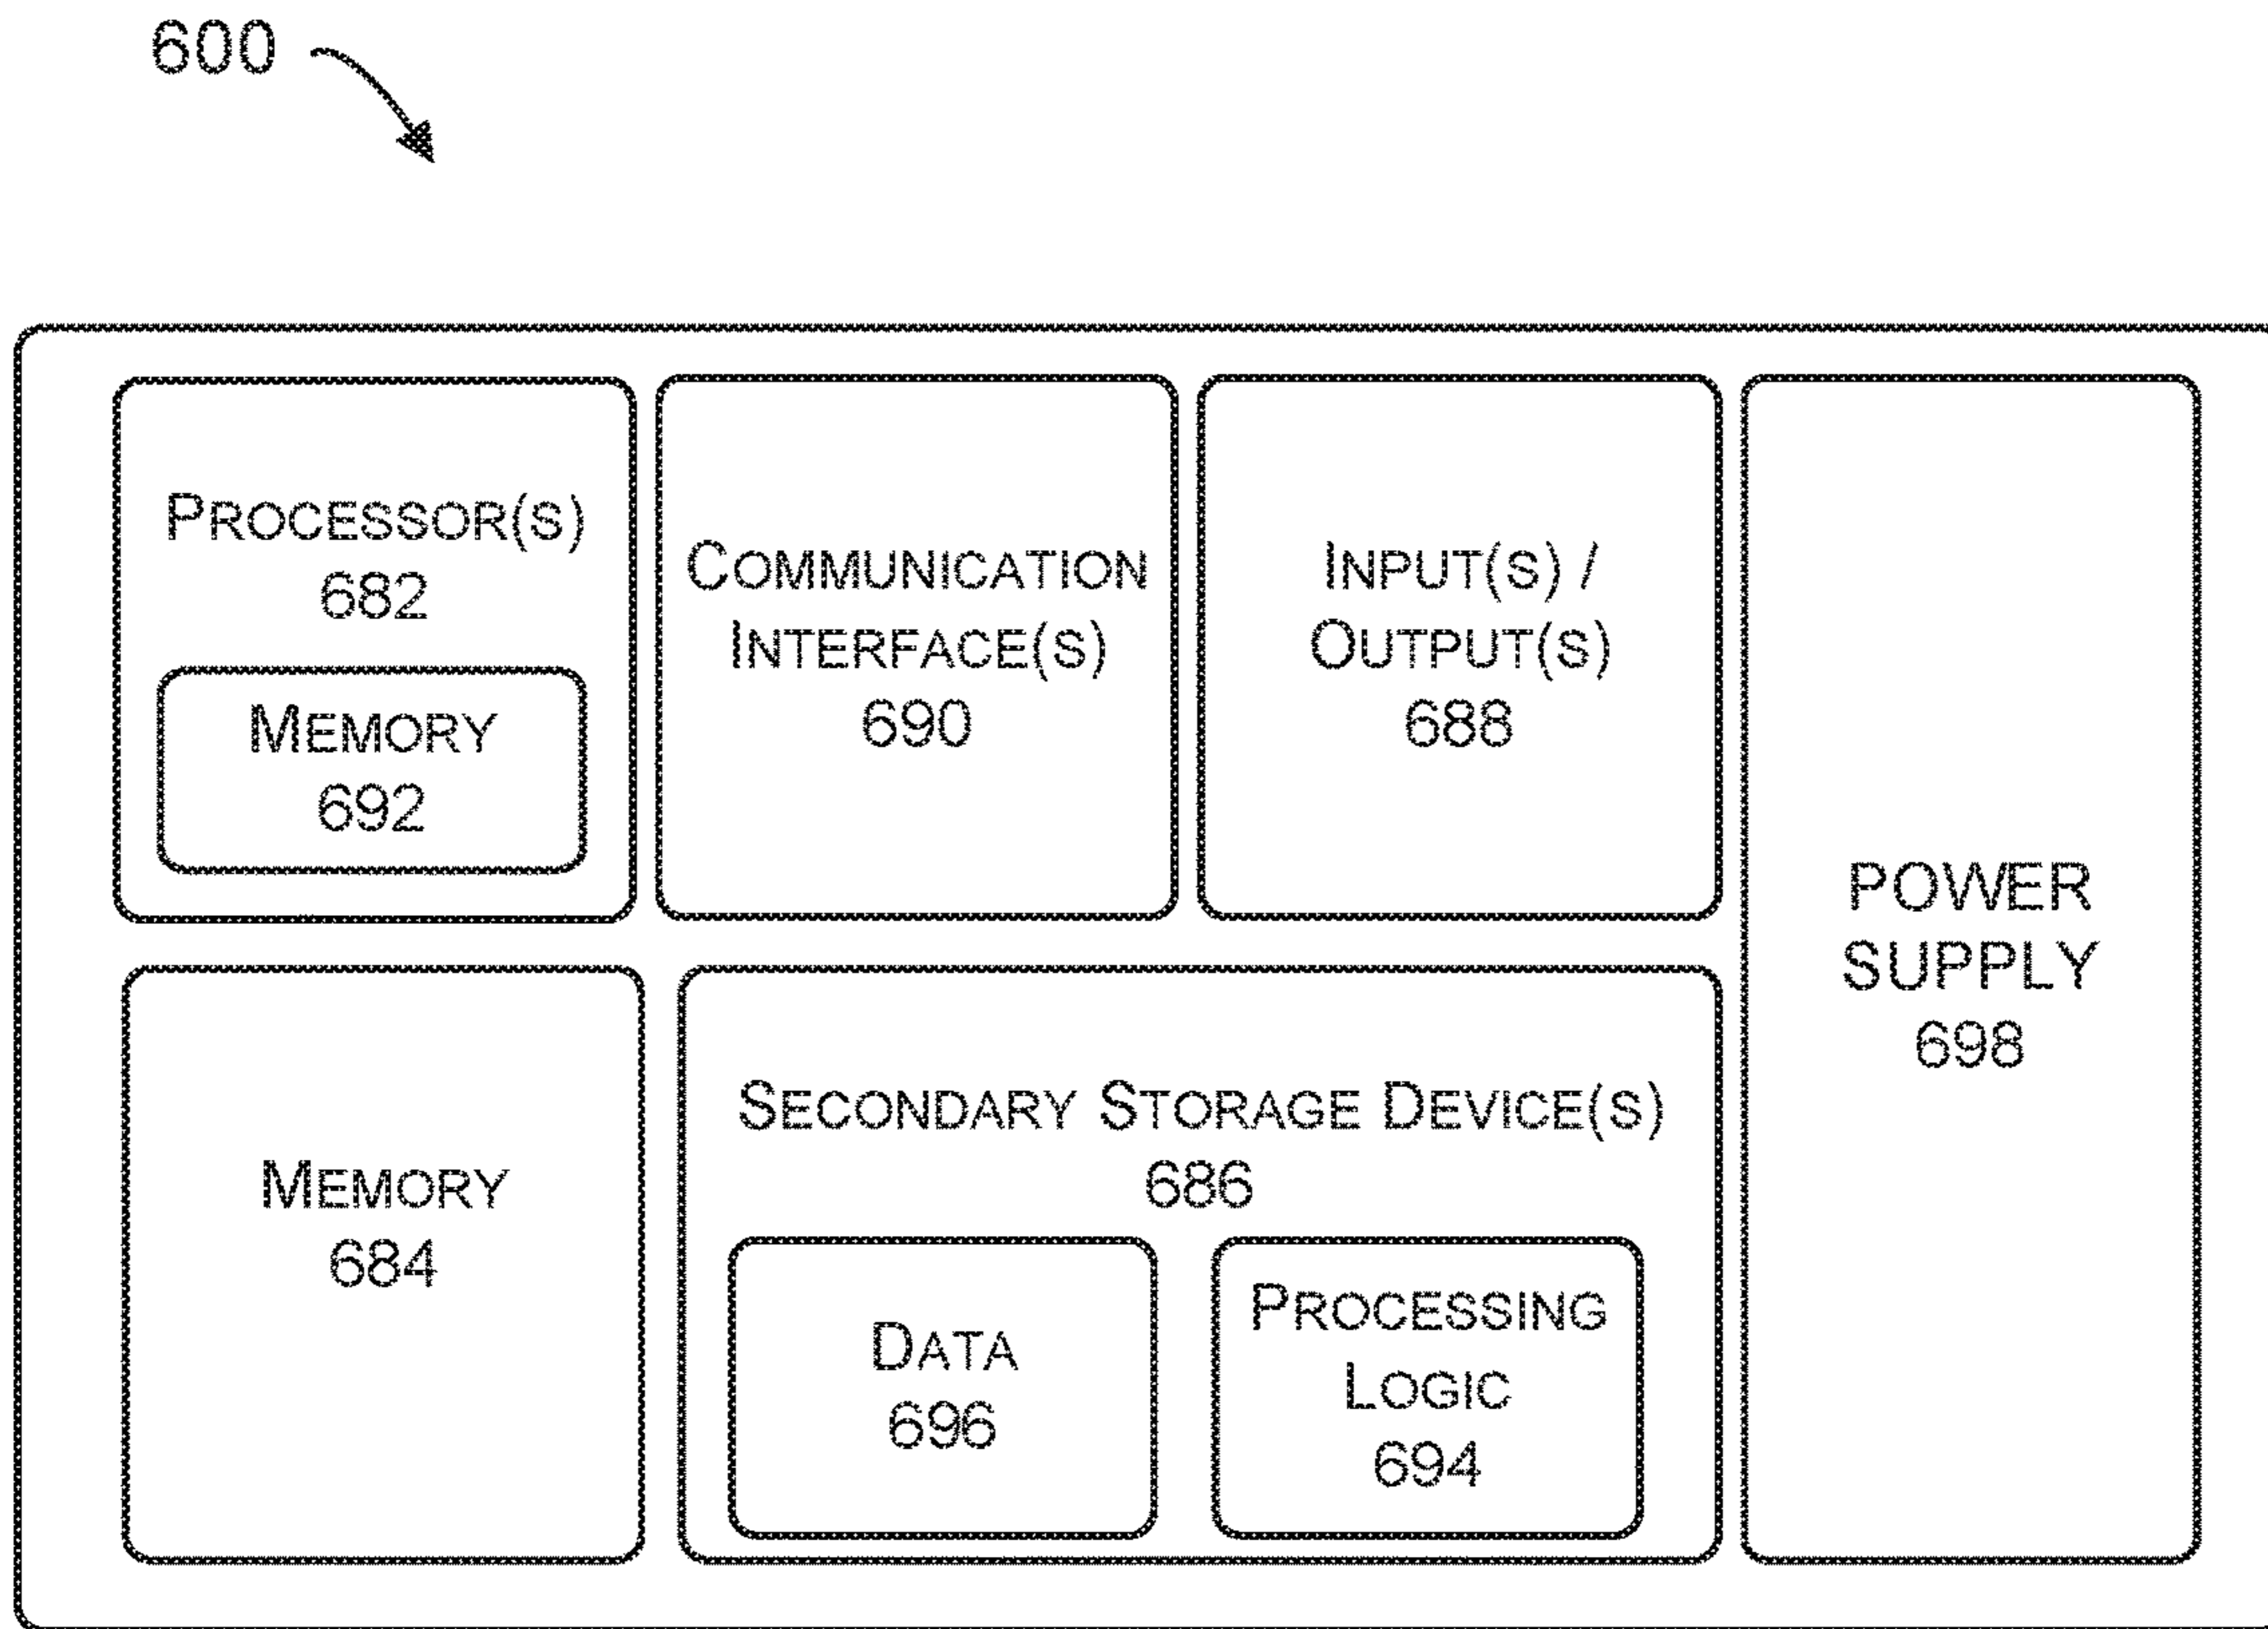 600
PROCESSOR(S)
682
MEMORY
692
COMMUNICATION
INTERFACE(S)
690
INPUT(S) /
OUTPUT(S)
688
POWER
SUPPLY
698
MEMORY
684
SECONDARY STORAGE DEVICE(S)
686
DATA
696
PROCESSING
LOGIC
694